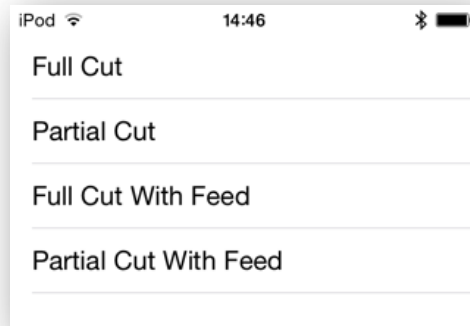 iPod 14:46
Full Cut
Partial Cut
Full Cut With Feed
Partial Cut With Feed